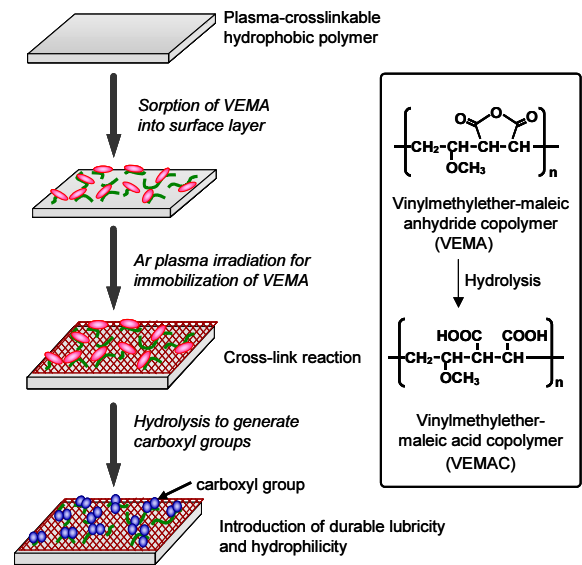 Plasma-crosslinkable
hydrophobic polymer
Sorption of VEMA
into surface layer
Ar plasma irradiation for
immobilization of VEMA
Cross-link reaction
Hydrolysis to generate
carboxyl groups
carboxyl group
Introduction of durable lubricity
and hydrophilicity
O O O
CH₂-CH-CH-CH
OCH₃
n
Vinylmethylether-maleic
anhydride copolymer
(VEMA)
Hydrolysis
HOOC COOH
CH₂-CH-CH-CH
OCH₃
n
Vinylmethylether-
maleic acid copolymer
(VEMAC)